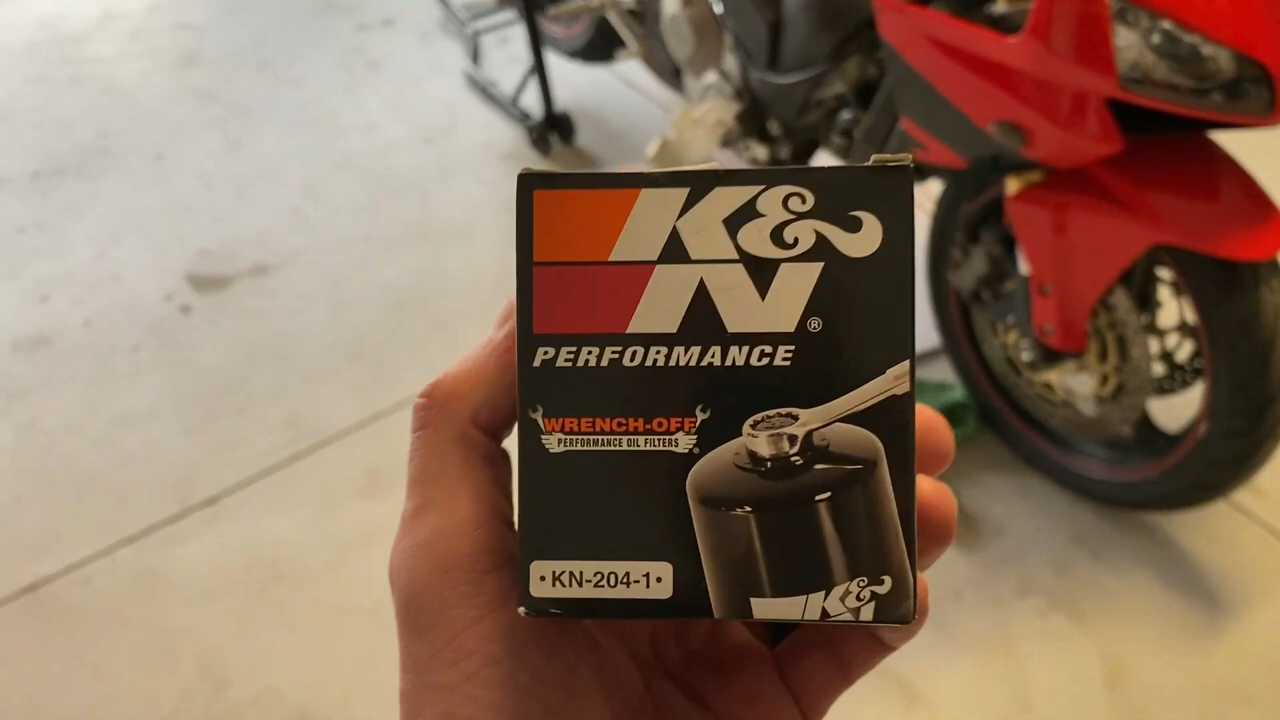 K&
N®
PERFORMANCE
WRENCH-OFF
PERFORMANCE OIL FILTERS
•KN-204-1•
K&
N